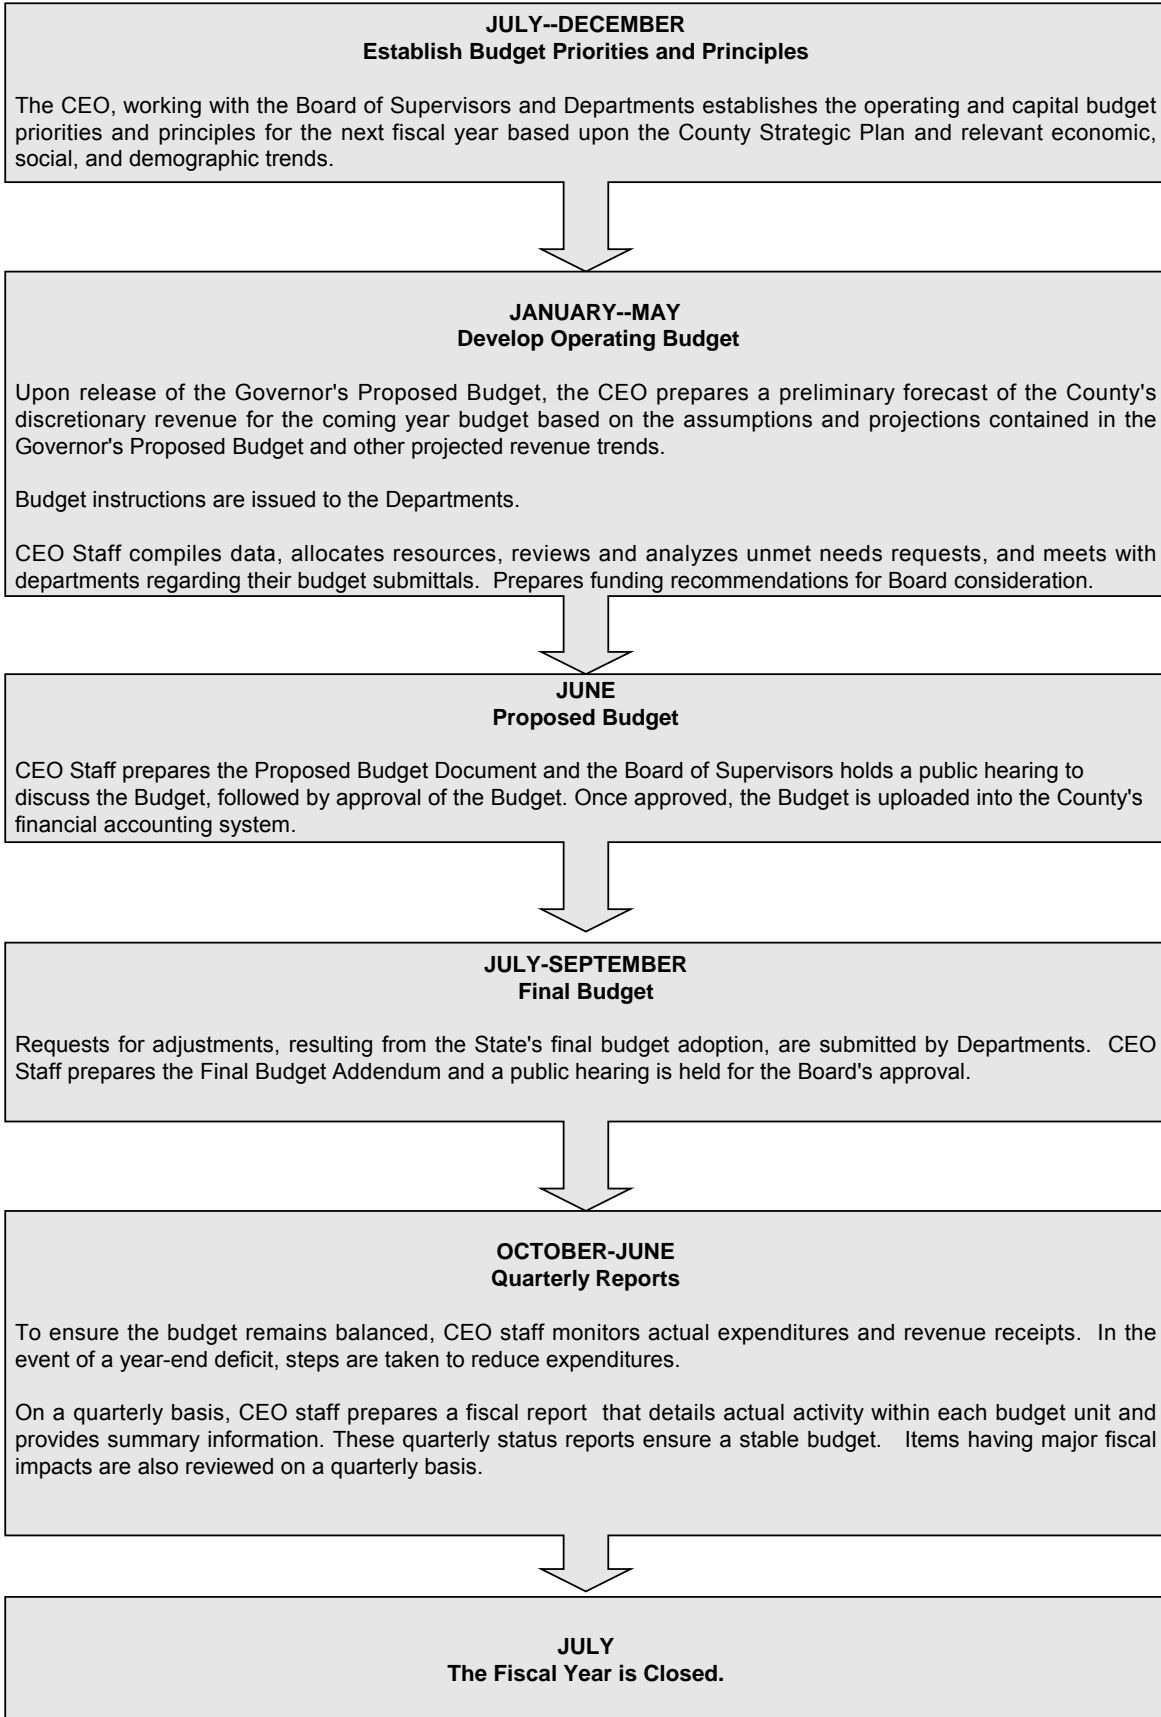 JULY--DECEMBER
Establish Budget Priorities and Principles
The CEO, working with the Board of Supervisors and Departments establishes the operating and capital budget
priorities and principles for the next fiscal year based upon the County Strategic Plan and relevant economic,
social, and demographic trends.
JANUARY--MAY
Develop Operating Budget
Upon release of the Governor's Proposed Budget, the CEO prepares a preliminary forecast of the County's
discretionary revenue for the coming year budget based on the assumptions and projections contained in the
Governor's Proposed Budget and other projected revenue trends.
Budget instructions are issued to the Departments.
CEO Staff compiles data, allocates resources, reviews and analyzes unmet needs requests, and meets with
departments regarding their budget submittals.  Prepares funding recommendations for Board consideration.
JUNE
Proposed Budget
CEO Staff prepares the Proposed Budget Document and the Board of Supervisors holds a public hearing to
discuss the Budget, followed by approval of the Budget. Once approved, the Budget is uploaded into the County's
financial accounting system.
JULY-SEPTEMBER
Final Budget
Requests for adjustments, resulting from the State's final budget adoption, are submitted by Departments.  CEO
Staff prepares the Final Budget Addendum and a public hearing is held for the Board's approval.
OCTOBER-JUNE
Quarterly Reports
To ensure the budget remains balanced, CEO staff monitors actual expenditures and revenue receipts.  In the
event of a year-end deficit, steps are taken to reduce expenditures.
On a quarterly basis, CEO staff prepares a fiscal report  that details actual activity within each budget unit and
provides summary information. These quarterly status reports ensure a stable budget.   Items having major fiscal
impacts are also reviewed on a quarterly basis.
JULY
The Fiscal Year is Closed.